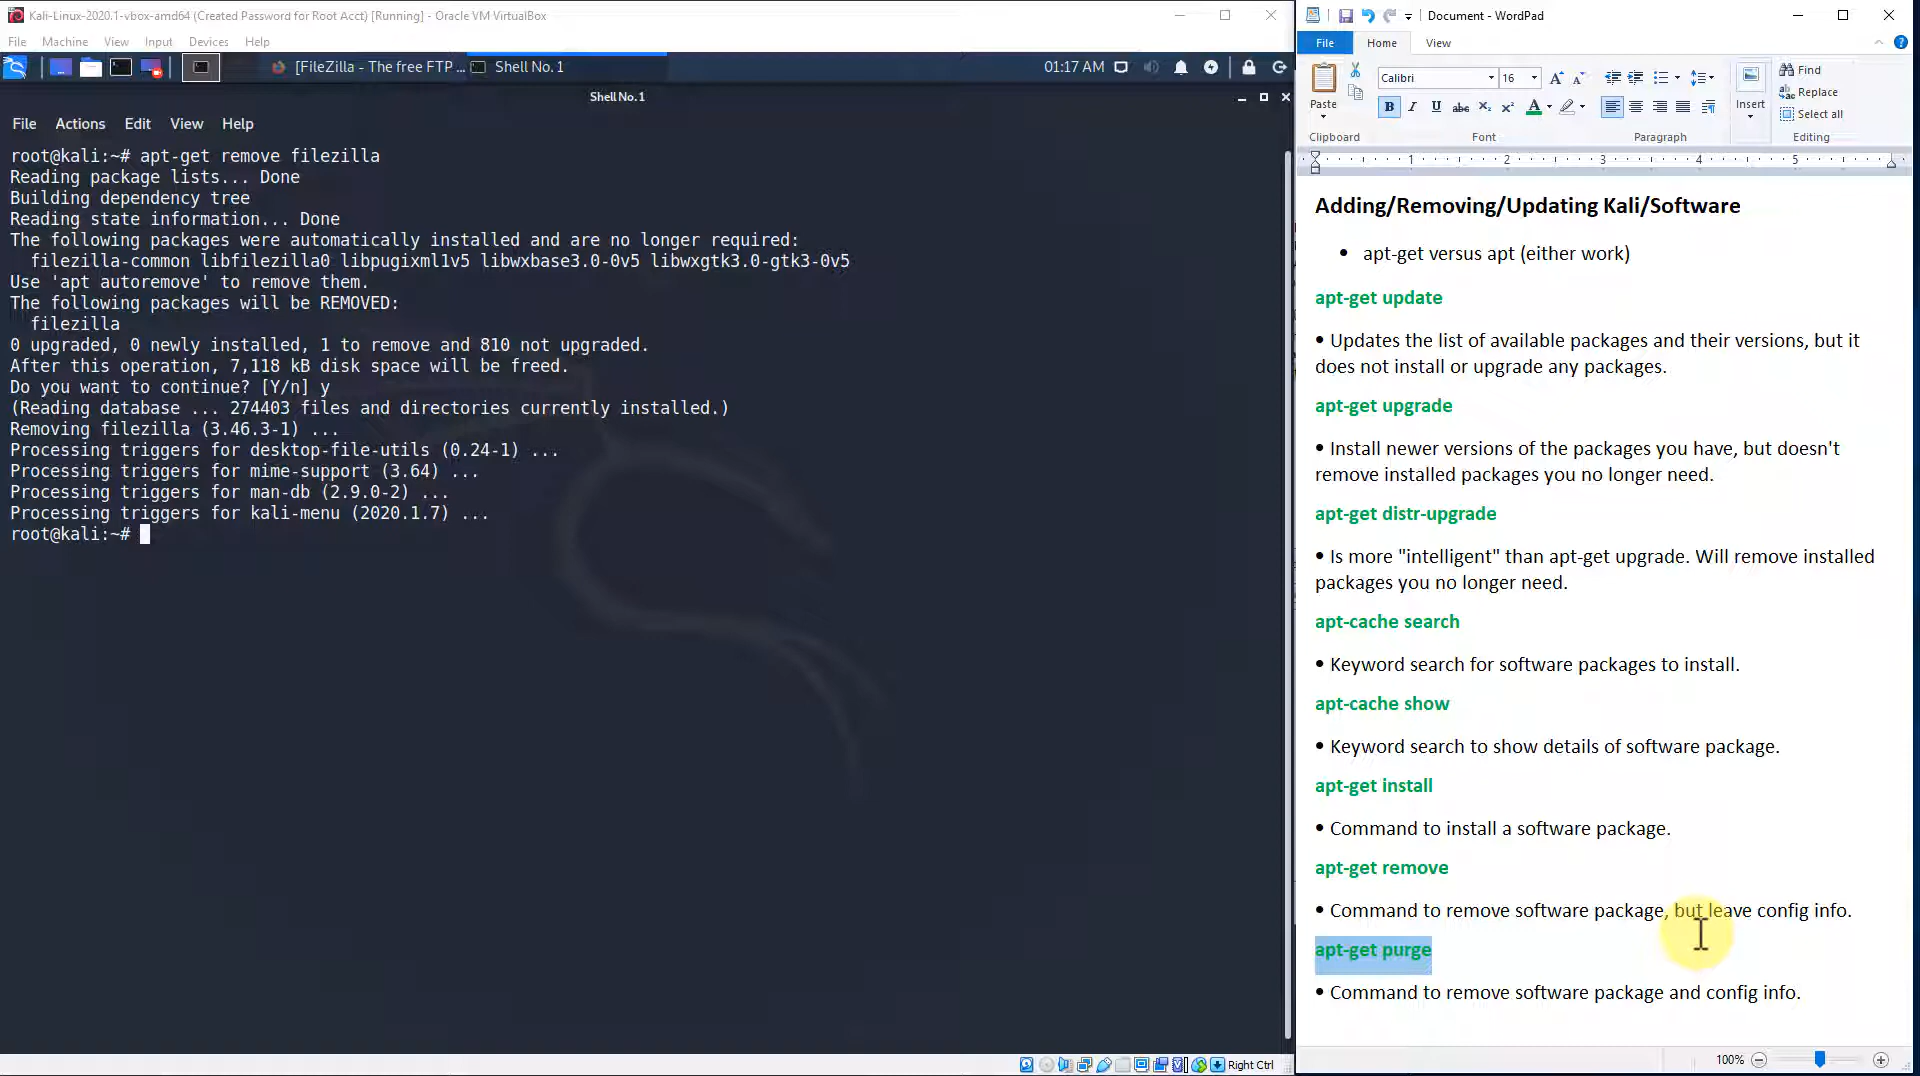 Kali-Linux-2020.1-vbox-amd64 (Created Password for Root Acct) [Running] - Oracle VM VirtualBox
File Machine View Input Devices Help
[FileZilla - The free FTP ... Shell No. 1 01:17 AM
Shell No.1
File Actions Edit View Help
root@kali:~# apt-get remove filezilla
Reading package lists... Done
Building dependency tree
Reading state information... Done
The following packages were automatically installed and are no longer required:
filezilla-common libfilezilla0 libpugixml1v5 libwxbase3.0-0v5 libwxgtk3.0-gtk3-0v5
Use 'apt autoremove' to remove them.
The following packages will be REMOVED:
filezilla
0 upgraded, 0 newly installed, 1 to remove and 810 not upgraded.
After this operation, 7,118 kB disk space will be freed.
Do you want to continue? [Y/n] y
(Reading database ... 274403 files and directories currently installed.)
Removing filezilla (3.46.3-1) ...
Processing triggers for desktop-file-utils (0.24-1) ...
Processing triggers for mime-support (3.64) ...
Processing triggers for man-db (2.9.0-2) ...
Processing triggers for kali-menu (2020.1.7) ...
root@kali:~#
Right Ctrl
Document - WordPad
File Home View
Calibri 16
Paste
Insert
Find
Replace
Select all
Clipboard Font Paragraph Editing
1 2 3 4 5
Adding/Removing/Updating Kali/Software
• apt-get versus apt (either work)
apt-get update
• Updates the list of available packages and their versions, but it
does not install or upgrade any packages.
apt-get upgrade
• Install newer versions of the packages you have, but doesn't
remove installed packages you no longer need.
apt-get distr-upgrade
• Is more "intelligent" than apt-get upgrade. Will remove installed
packages you no longer need.
apt-cache search
• Keyword search for software packages to install.
apt-cache show
• Keyword search to show details of software package.
apt-get install
• Command to install a software package.
apt-get remove
• Command to remove software package, but leave config info.
apt-get purge
• Command to remove software package and config info.
100%